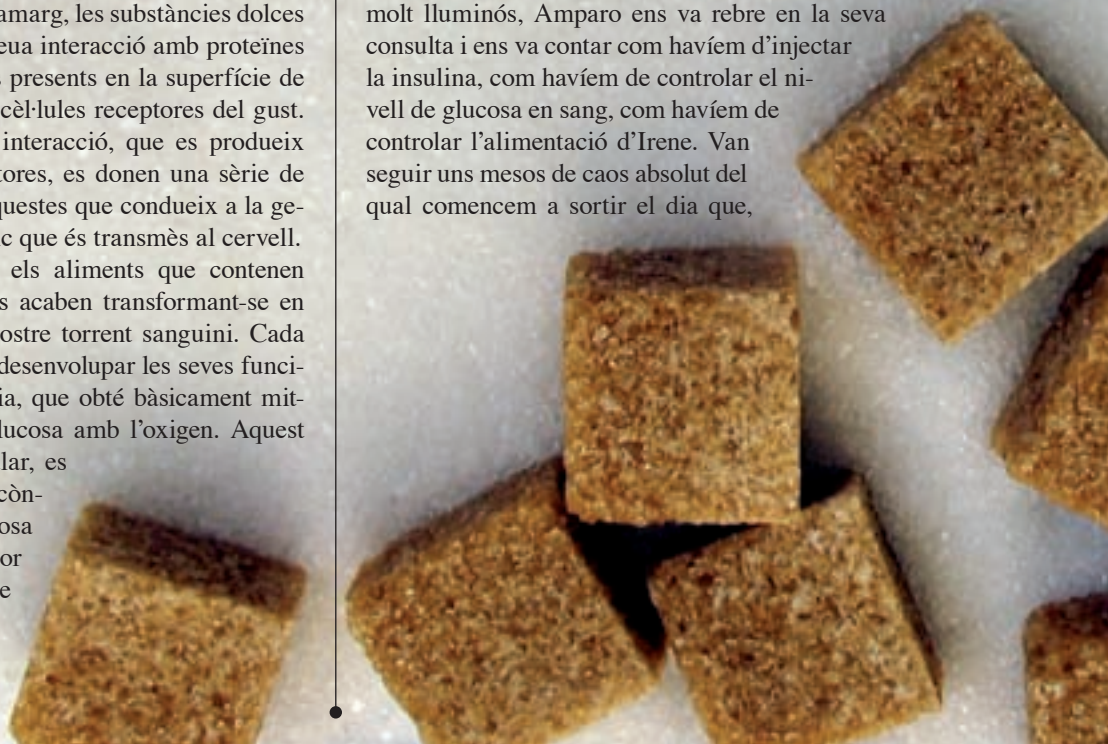 amarg, les substàncies dolces
eua interacció amb proteïnes
presents en la superfície de
cèl·lules receptores del gust.
interacció, que es produeix
tores, es donen una sèrie de
questes que condueix a la ge-
c que és transmès al cervell.
els aliments que contenen
s acaben transformant-se en
ostre torrent sanguini. Cada
desenvolupar les seves funci-
ia, que obté bàsicament mit-
lucosa amb l’oxigen. Aquest
lar, es
còn-
osa
or
e
molt lluminós, Amparo ens va rebre en la seva
consulta i ens va contar com havíem d’injectar
la insulina, com havíem de controlar el ni-
vell de glucosa en sang, com havíem de
controlar l’alimentació d’Irene. Van
seguir uns mesos de caos absolut del
qual comencem a sortir el dia que,